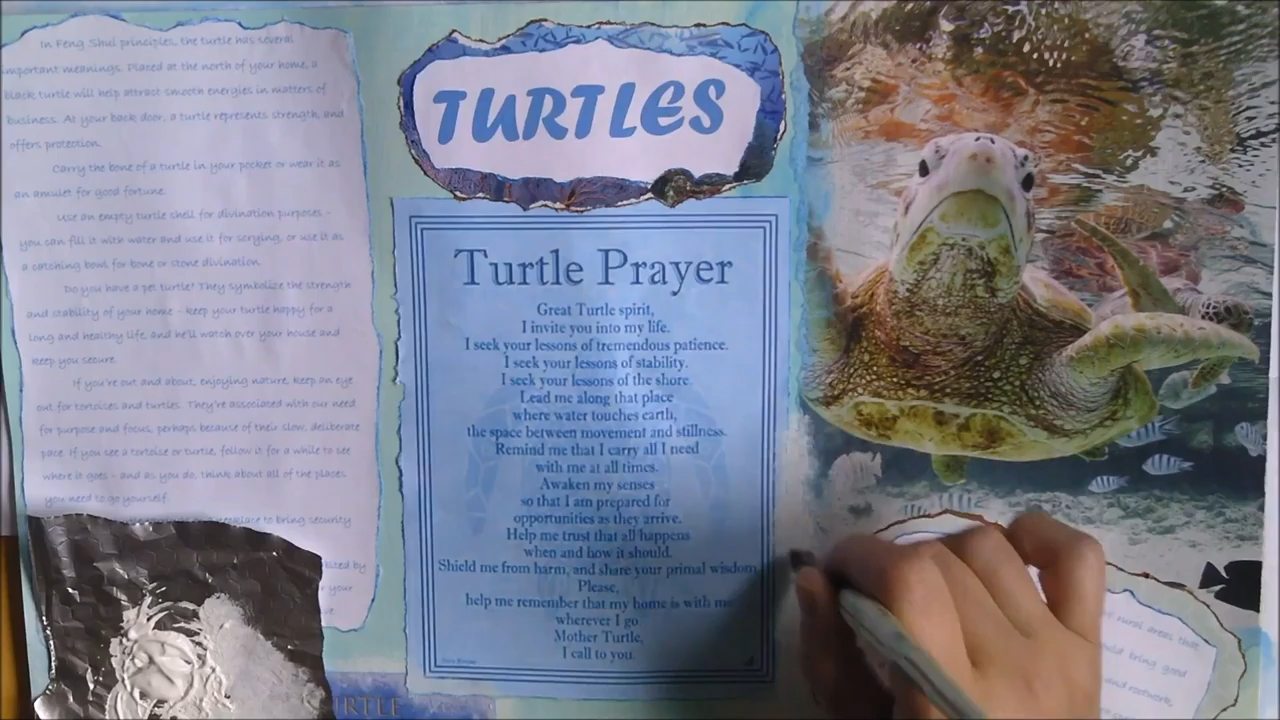 In Feng Shui principles, the turtle has several
important meanings. Placed at the north of your home, a
black turtle will help attract smooth energies in matters of
business. At your back door, a turtle represents strength, and
offers protection.
Carry the bone of a turtle in your pocket or wear it as
an amulet for good fortune.
Use an empty turtle shell for divination purposes -
you can fill it with water and use it for scrying, or use it as
a catching bowl for bone or stone divination.
Do you have a pet turtle? They symbolize the strength
and stability of your home - keep your turtle happy for a
long and healthy life, and he'll watch over your house and
keep you secure.
If you're out and about, enjoying nature, keep an eye
out for tortoises and turtles. They're associated with our need
for purpose and focus, perhaps because of their slow, deliberate
pace. If you see a tortoise or turtle, follow it for a while to see
where it goes - and as you do, think about all of the places
you need to go yourself.
necklace to bring security
by
your
TURTLES
Turtle Prayer
Great Turtle spirit,
I invite you into my life.
I seek your lessons of tremendous patience.
I seek your lessons of stability.
I seek your lessons of the shore.
Lead me along that place
where water touches earth,
the space between movement and stillness.
Remind me that I carry all I need
with me at all times.
Awaken my senses
so that I am prepared for
opportunities as they arrive.
Help me trust that all happens
when and how it should.
Shield me from harm, and share your primal wisdom.
Please,
help me remember that my home is with me
wherever I go.
Mother Turtle,
I call to you.
TURTLE
rural areas that
would bring good
and rootwork,